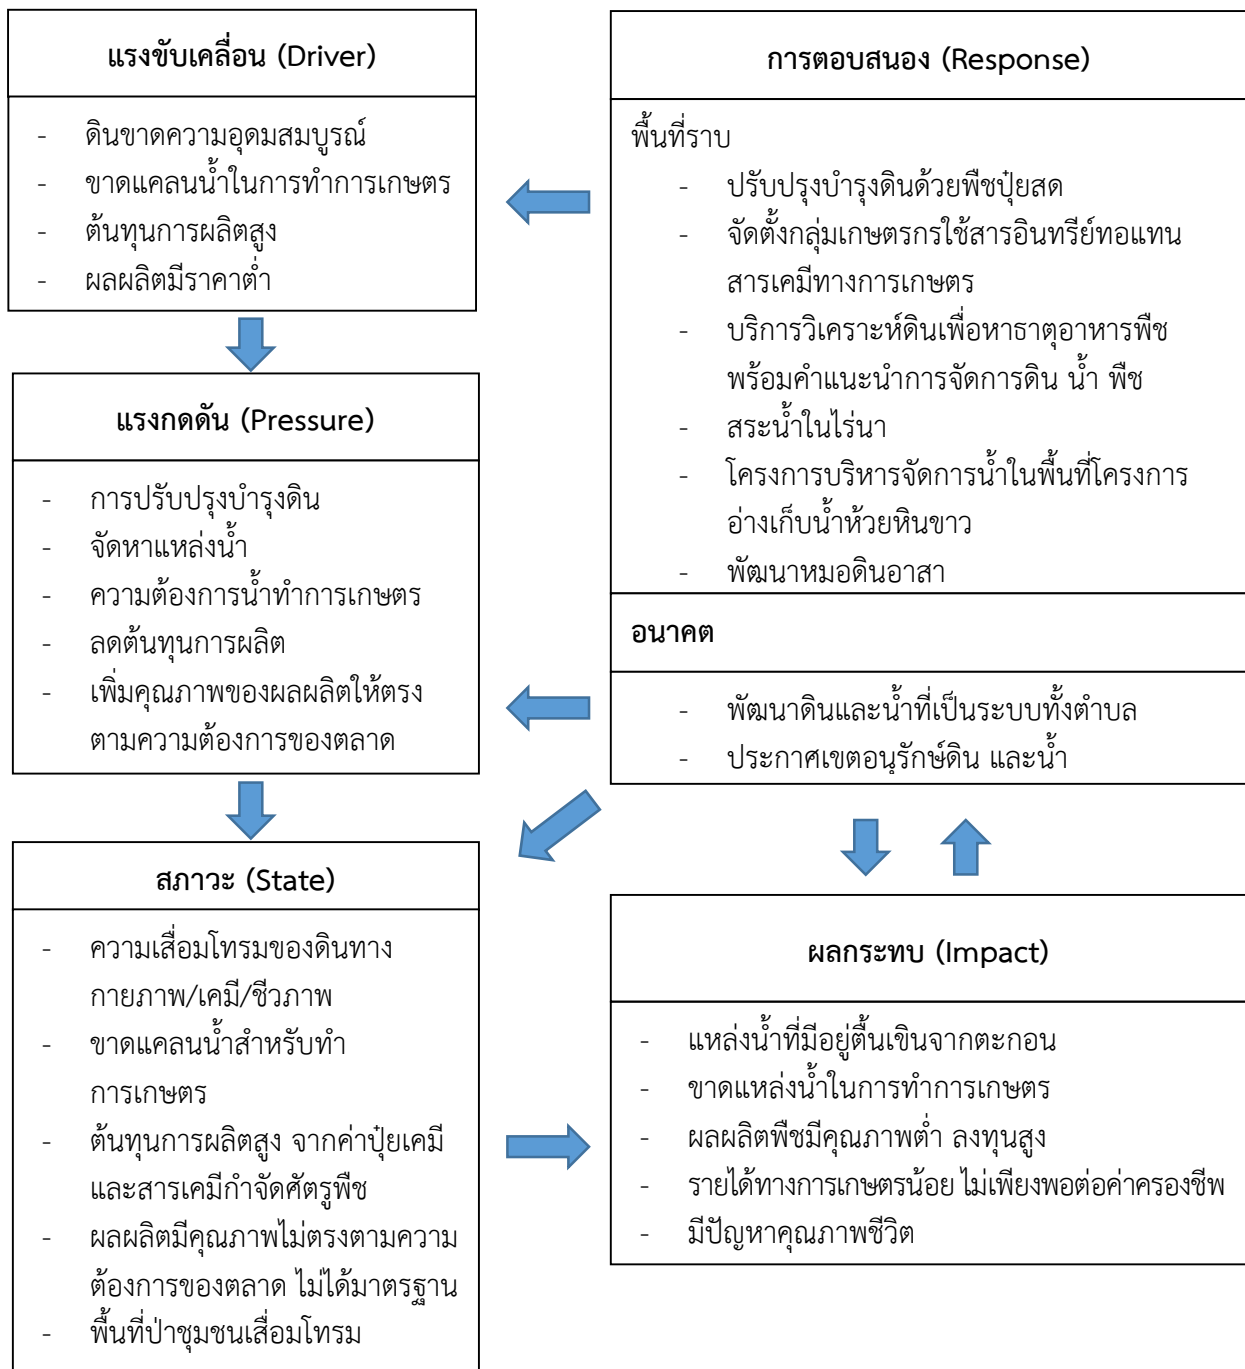 แรงขับเคลื่อน (Driver)
- ดินขาดความอุดมสมบูรณ์
- ขาดแคลนน้ำในการทำการเกษตร
- ต้นทุนการผลิตสูง
- ผลผลิตมีราคาต่ำ
แรงกดดัน (Pressure)
- การปรับปรุงบำรุงดิน
- จัดหาแหล่งน้ำ
- ความต้องการน้ำทำการเกษตร
- ลดต้นทุนการผลิต
- เพิ่มคุณภาพของผลผลิตให้ตรง
ตามความต้องการของตลาด
สภาวะ (State)
- ความเสื่อมโทรมของดินทาง
กายภาพ/เคมี/ชีวภาพ
- ขาดแคลนน้ำสำหรับทำ
การเกษตร
- ต้นทุนการผลิตสูง จากค่าปุ๋ยเคมี
และสารเคมีกำจัดศัตรูพืช
- ผลผลิตมีคุณภาพไม่ตรงตามความ
ต้องการของตลาด ไม่ได้มาตรฐาน
- พื้นที่ป่าชุมชนเสื่อมโทรม
การตอบสนอง (Response)
พื้นที่ราบ
- ปรับปรุงบำรุงดินด้วยพืชปุ๋ยสด
- จัดตั้งกลุ่มเกษตรกรใช้สารอินทรีย์ทอแทน
สารเคมีทางการเกษตร
- บริการวิเคราะห์ดินเพื่อหาธาตุอาหารพืช
พร้อมคำแนะนำการจัดการดิน น้ำ พืช
- สระน้ำในไร่นา
- โครงการบริหารจัดการน้ำในพื้นที่โครงการ
อ่างเก็บน้ำห้วยหินขาว
- พัฒนาหมอดินอาสา
อนาคต
- พัฒนาดินและน้ำที่เป็นระบบทั้งตำบล
- ประกาศเขตอนุรักษ์ดิน และน้ำ
ผลกระทบ (Impact)
- แหล่งน้ำที่มีอยู่ตื้นเขินจากตะกอน
- ขาดแหล่งน้ำในการทำการเกษตร
- ผลผลิตพืชมีคุณภาพต่ำ ลงทุนสูง
- รายได้ทางการเกษตรน้อย ไม่เพียงพอต่อค่าครองชีพ
- มีปัญหาคุณภาพชีวิต